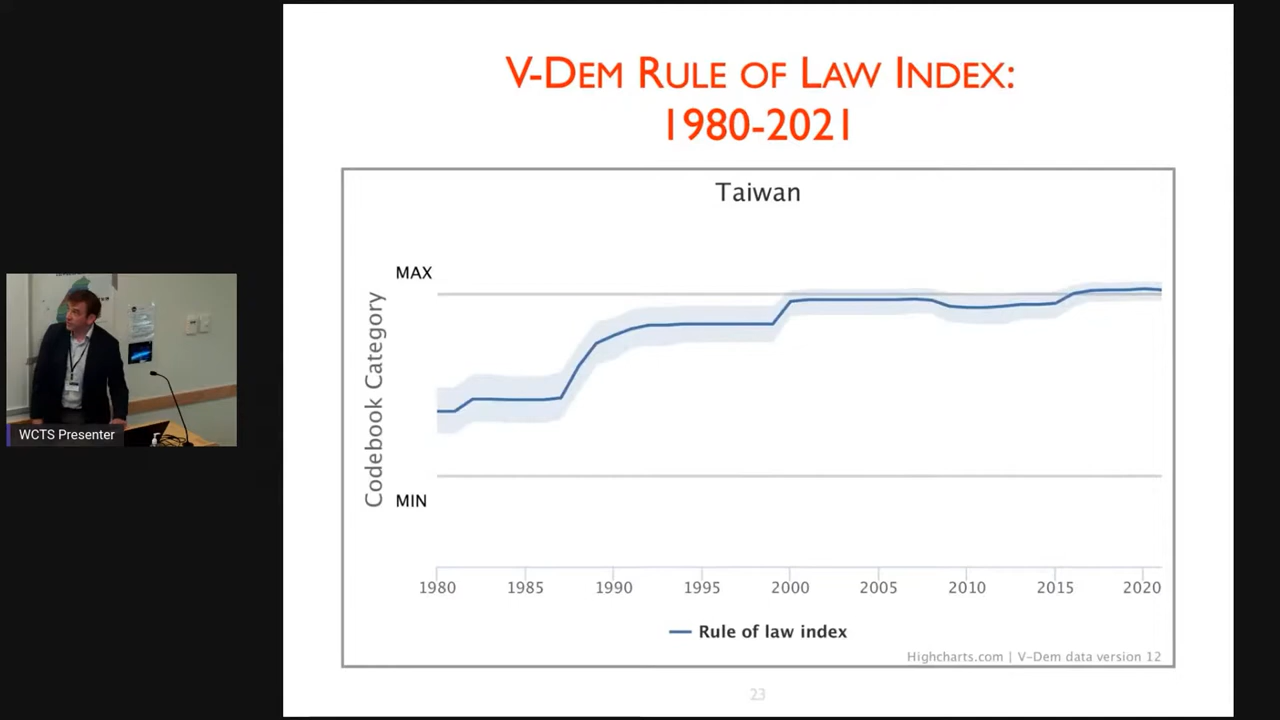 V-DEM RULE OF LAW INDEX:
1980-2021
Taiwan
MAX
Codebook Category
MIN
1980 1985 1990 1995 2000 2005 2010 2015 2020
Rule of law index
Highcharts.com | V-Dem data version 12
23
WCTS Presenter